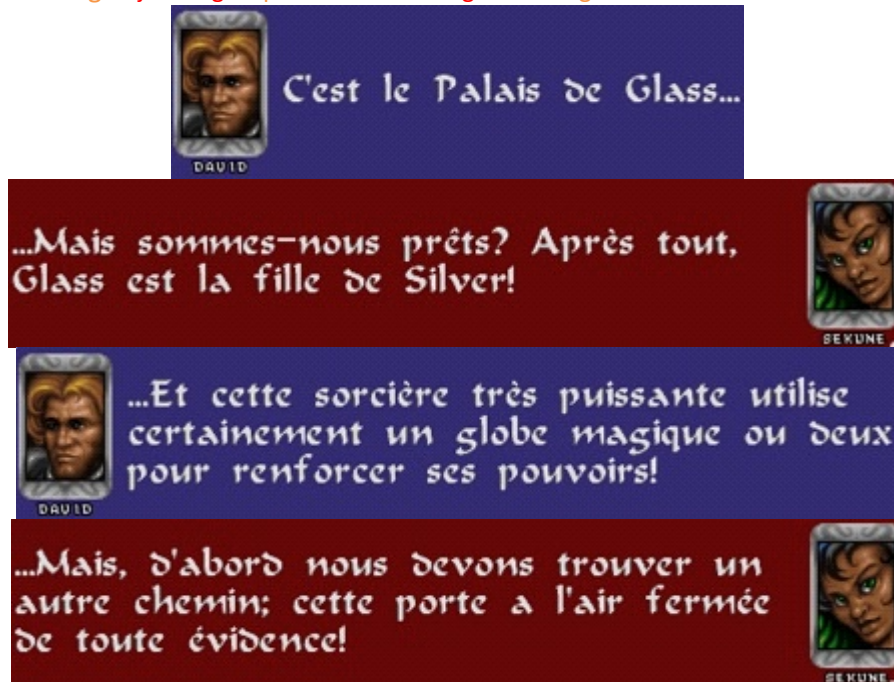 C'est le Palais de Glass...
DAVID
...Mais sommes-nous prêts? Après tout,
Glass est la fille de Silver!
SEKUNE
...Et cette sorcière très puissante utilise
certainement un globe magique ou deux
pour renforcer ses pouvoirs!
DAVID
...Mais, d'abord nous devons trouver un
autre chemin; cette porte a l'air fermée
de toute évidence!
SEKUNE